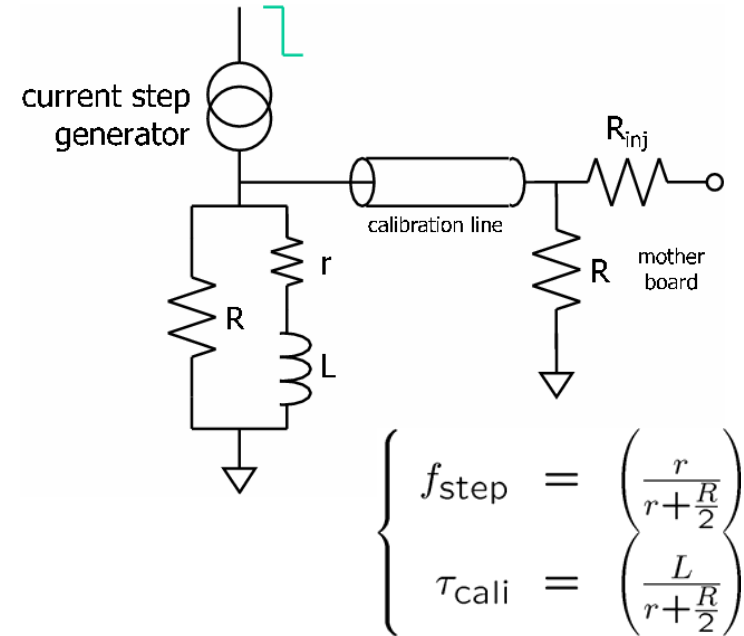 current step
generator
R_inj
calibration line
r
R
mother
board
R
L
f_step = ( r / (r + R/2) )
τ_cali = ( L / (r + R/2) )